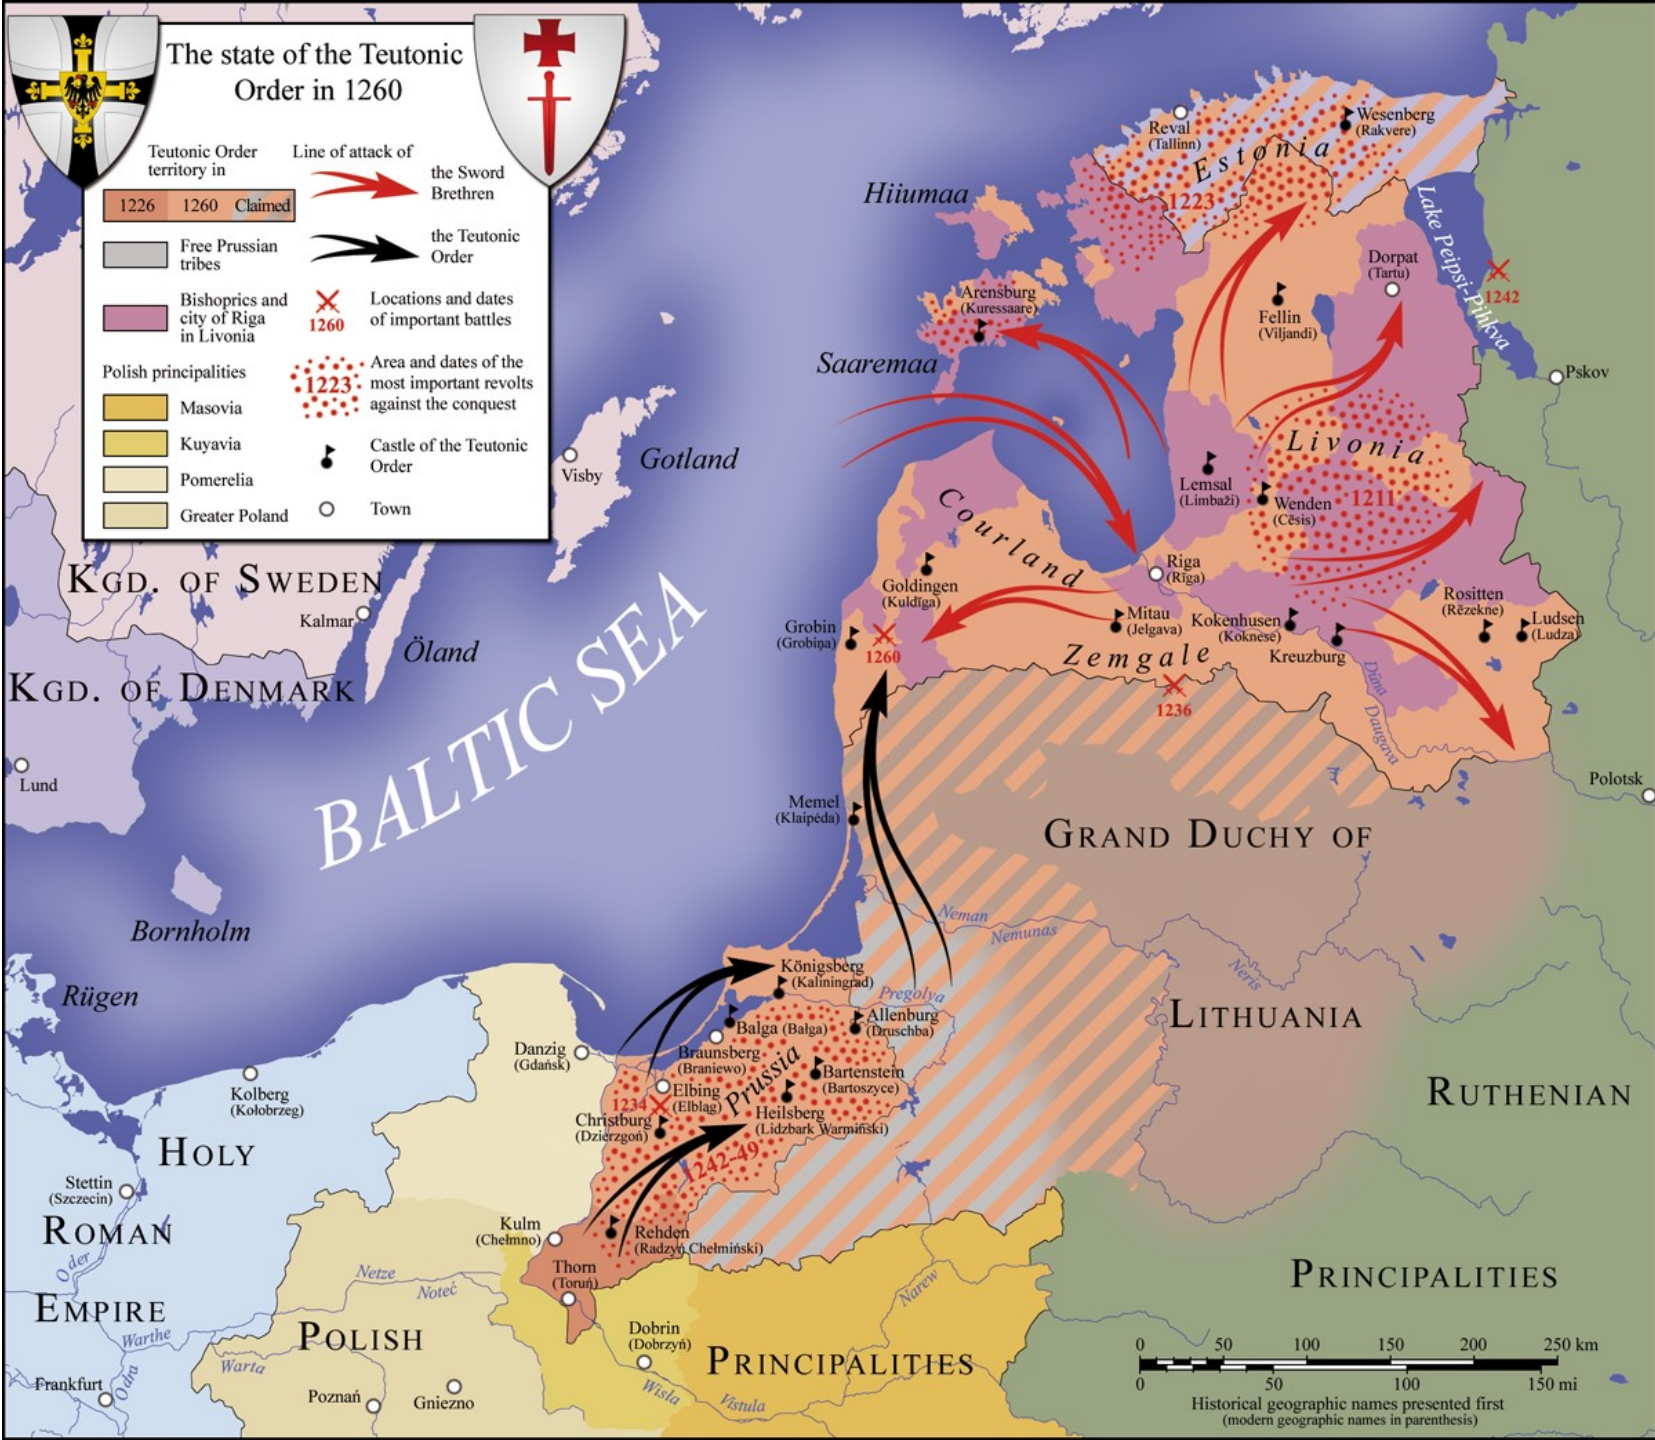 The state of the Teutonic
Order in 1260
Teutonic Order
territory in
1226 1260 Claimed
Free Prussian
tribes
Bishoprics and
city of Riga
in Livonia
Polish principalities
Masovia
Kuyavia
Pomerelia
Greater Poland
Line of attack of
the Sword
Brethren
the Teutonic
Order
1260
Locations and dates
of important battles
1223
Area and dates of the
most important revolts
against the conquest
Castle of the Teutonic
Order
Town
Reval
(Tallinn)
Wesenberg
(Rakvere)
Estonia
1223
Hiiumaa
Lake Peipsi-Pihkva
Dorpat
(Tartu)
1242
Arensburg
(Kuressaare)
Fellin
(Viljandi)
Saaremaa
Pskov
Visby
Gotland
Livonia
Lemsal
(Limbaži)
Wenden
(Cēsis)
1211
Courland
Riga
(Rīga)
KGD. OF SWEDEN
Kalmar
Öland
Goldingen
(Kuldīga)
Grobin
(Grobiņa)
1260
Mitau
(Jelgava)
Kokenhusen
(Koknese)
Kreuzburg
Rositten
(Rēzekne)
Ludsen
(Ludza)
Zemgale
1236
Düna
Daugava
KGD. OF DENMARK
Lund
BALTIC SEA
Polotsk
Memel
(Klaipėda)
GRAND DUCHY OF
LITHUANIA
Bornholm
Neman
Nemunas
Neris
Rügen
Königsberg
(Kaliningrad)
Pregolya
Allenburg
(Druschba)
Balga (Bałga)
Danzig
(Gdańsk)
Braunsberg
(Braniewo)
Prussia
Bartenstein
(Bartoszyce)
Kolberg
(Kołobrzeg)
Elbing
(Elbląg)
1234
Christburg
(Dzierzgoń)
Heilsberg
(Lidzbark Warmiński)
1242-49
RUTHENIAN
PRINCIPALITIES
HOLY
ROMAN
EMPIRE
Stettin
(Szczecin)
Oder
Kulm
(Chełmno)
Rehden
(Radzyń Chełmiński)
Thorn
(Toruń)
Netze
Noteć
Narew
Warthe
Warta
POLISH
PRINCIPALITIES
Dobrin
(Dobrzyń)
Frankfurt
Odra
Poznań
Gniezno
Wisła
Vistula
0 50 100 150 200 250 km
0 50 100 150 mi
Historical geographic names presented first
(modern geographic names in parenthesis)